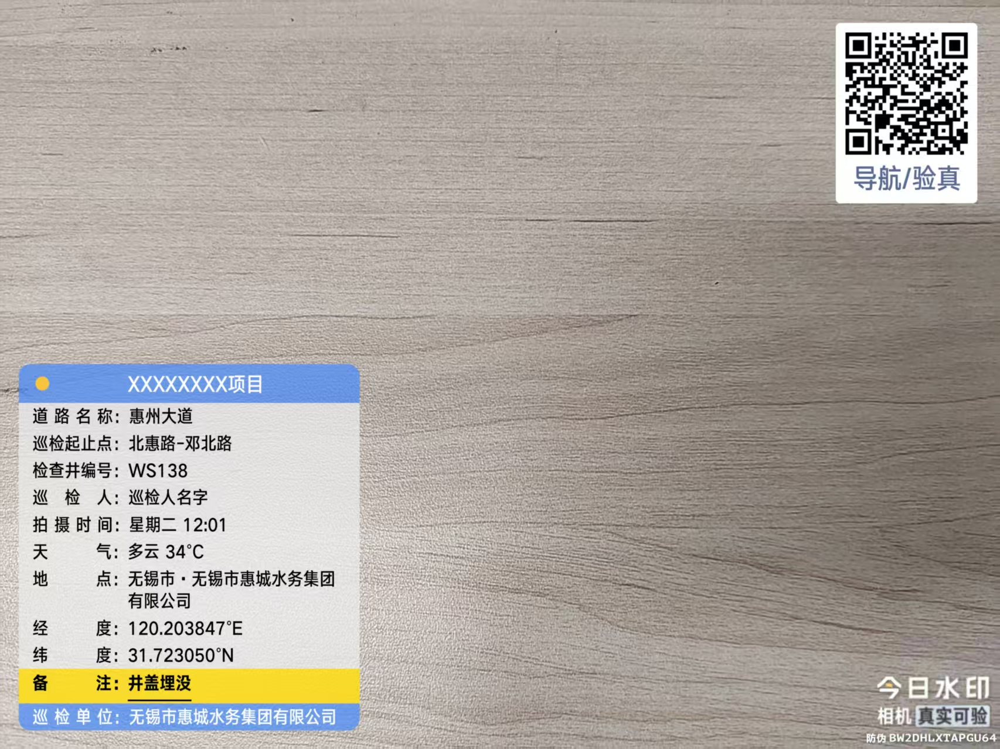 导航/验真
XXXXXXXX项目
道路名称：惠州大道
巡检起止点：北惠路-邓北路
检查井编号：WS138
巡检人：巡检人名字
拍摄时间：星期二 12:01
天气：多云 34°C
地点：无锡市·无锡市惠城水务集团
有限公司
经度：120.203847°E
纬度：31.723050°N
备注：井盖埋没
巡检单位：无锡市惠城水务集团有限公司
今日水印
相机 真实可验
防伪 BW2DHLXTAPGU64